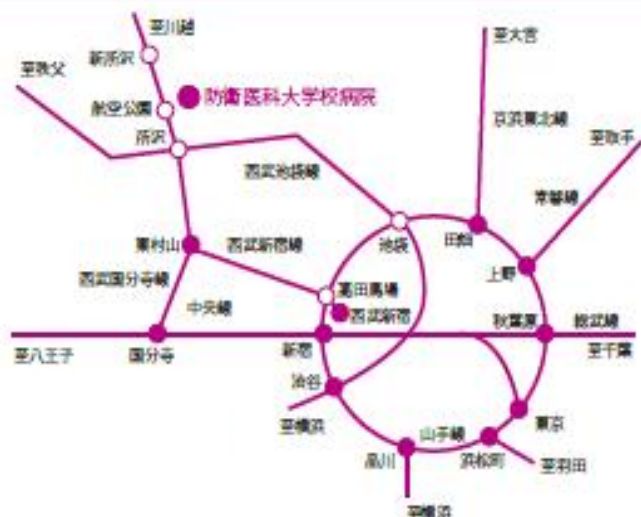 至川越
新所沢
至秩父
防衛医科大学校病院
航空公園
所沢
至大宮
京浜東北線
至取手
常磐線
西武池袋線
池袋
田端
上野
東村山
西武新宿線
西武国分寺線
中央線
高田馬場
西武新宿
秋葉原
総武線
至八王子
国分寺
新宿
至千葉
渋谷
東京
至横浜
山手線
品川
浜松町
至羽田
至横浜